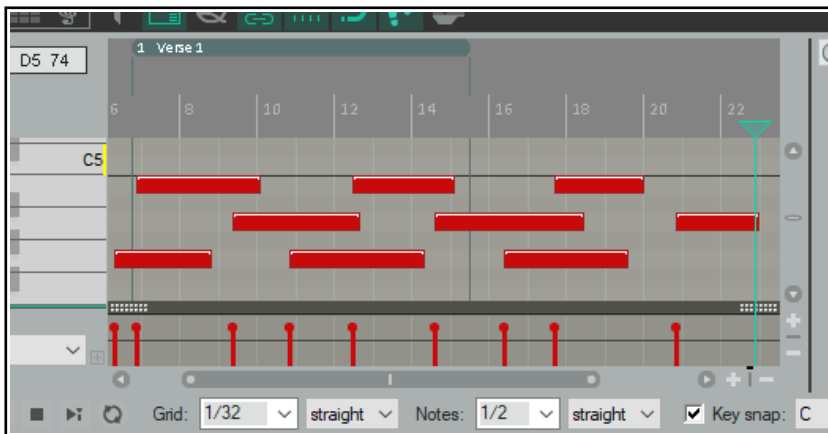 1 Verse 1
D5 74
6 8 10 12 14 16 18 20 22
C5
Grid: 1/32 straight Notes: 1/2 straight Key snap: C